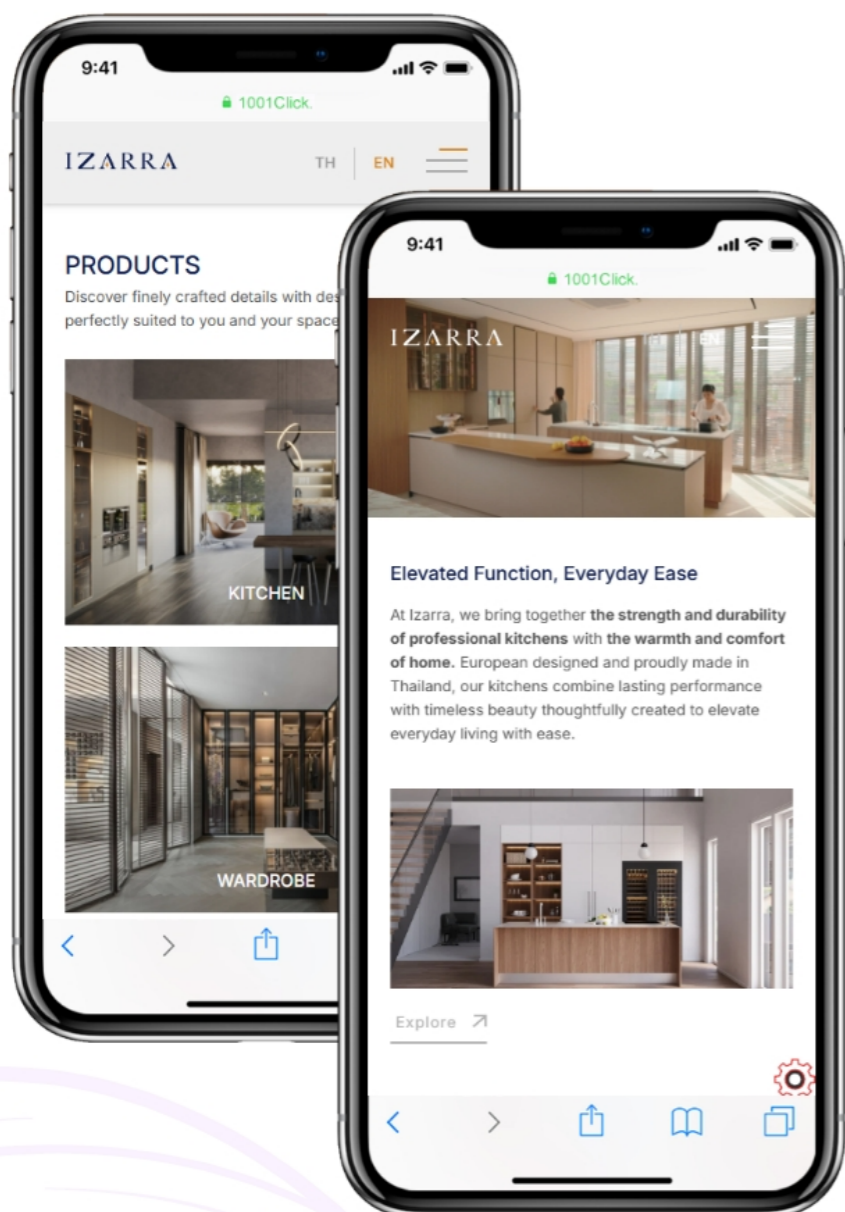 9:41
1001Click.
IZARRA
TH
EN
PRODUCTS
Discover finely crafted details with
perfectly suited to you and your space
KITCHEN
WARDROBE
9:41
1001Click.
IZARRA
EN
Elevated Function, Everyday Ease
At Izarra, we bring together the strength and durability
of professional kitchens with the warmth and comfort
of home. European designed and proudly made in
Thailand, our kitchens combine lasting performance
with timeless beauty thoughtfully created to elevate
everyday living with ease.
Explore